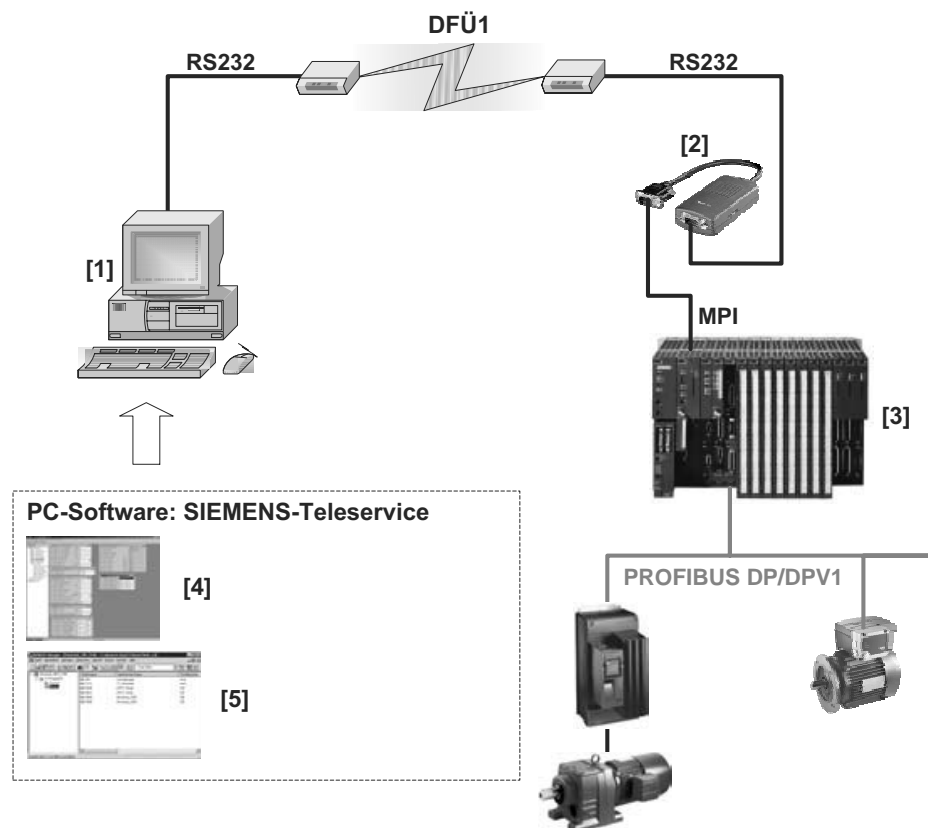 DFÜ1
RS232
RS232
[2]
[1]
MPI
[3]
PC-Software: SIEMENS-Teleservice
[4]
[5]
PROFIBUS DP/DPV1